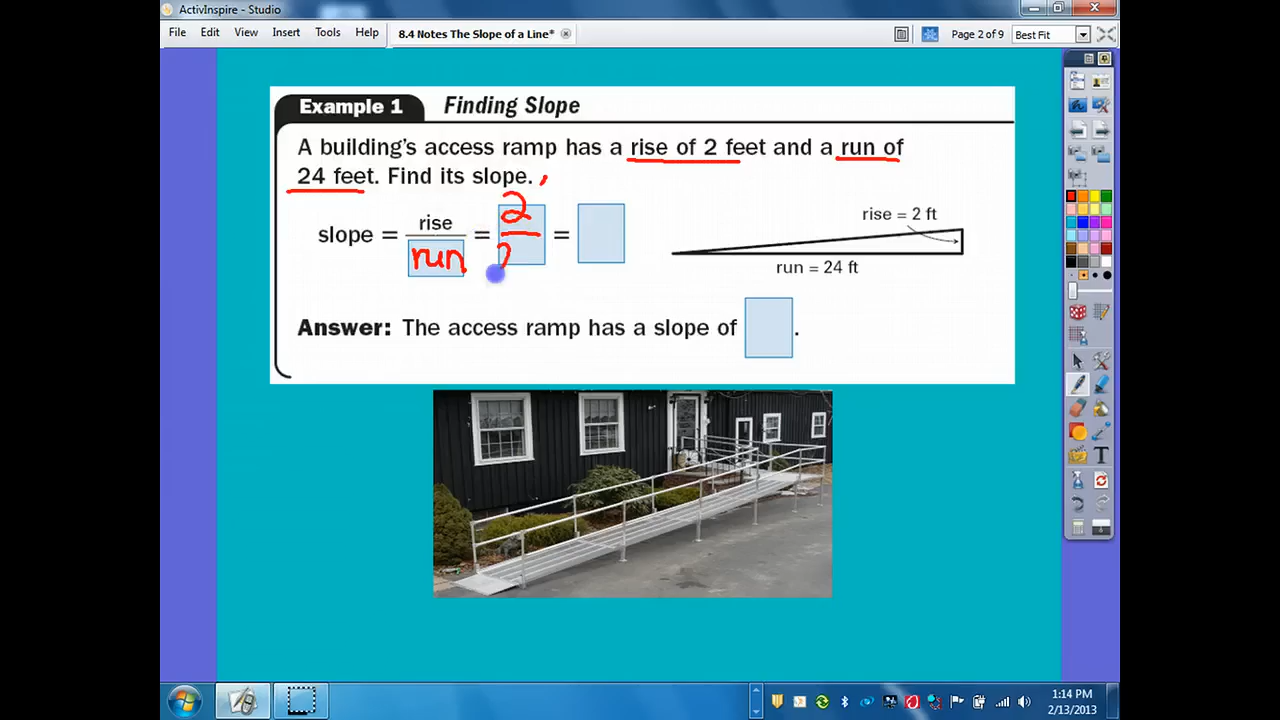 ActivInspire - Studio
File Edit View Insert Tools Help 8.4 Notes The Slope of a Line* Page 2 of 9 Best Fit
Example 1 Finding Slope
A building's access ramp has a rise of 2 feet and a run of
24 feet. Find its slope.
slope = rise / run = 2 / =
rise = 2 ft
run = 24 ft
Answer: The access ramp has a slope of .
1:14 PM
2/13/2013